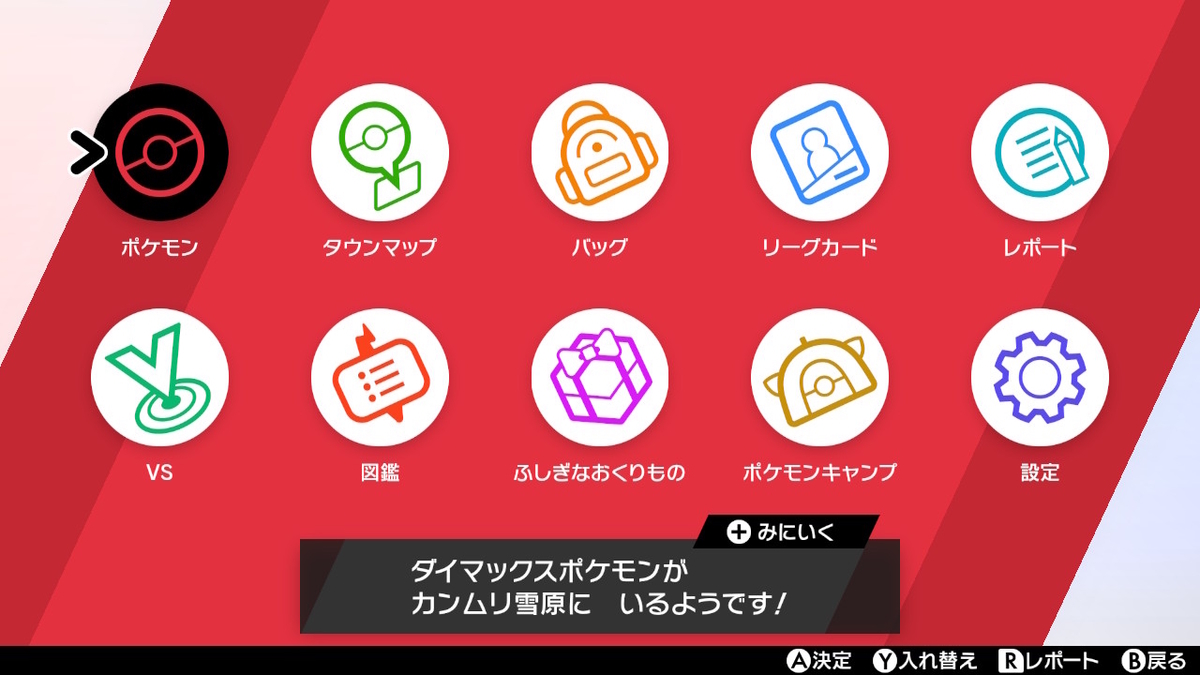 ポケモン
タウンマップ
バッグ
リーグカード
レポート
VS
図鑑
ふしぎなおくりもの
ポケモンキャンプ
設定
+ みにいく
ダイマックスポケモンが
カンムリ雪原に　いるようです!
A決定 Y入れ替え Rレポート B戻る